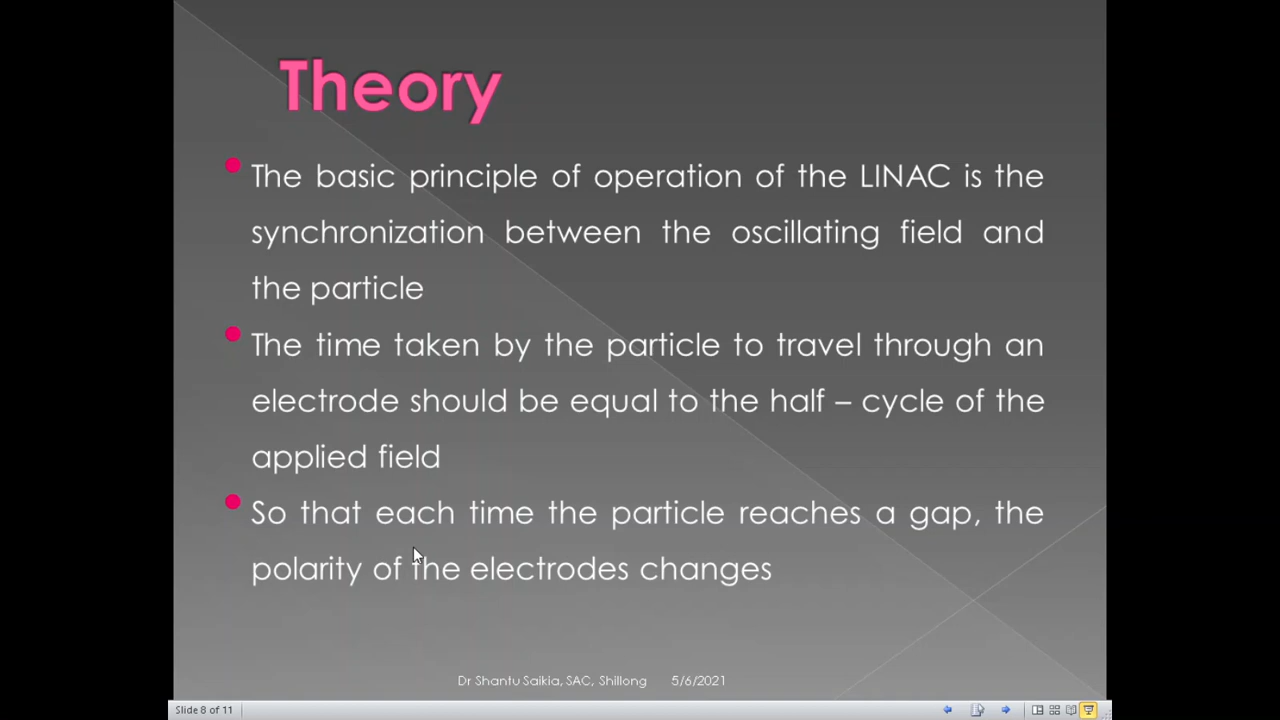 Theory
The basic principle of operation of the LINAC is the
synchronization between the oscillating field and
the particle
The time taken by the particle to travel through an
electrode should be equal to the half – cycle of the
applied field
So that each time the particle reaches a gap, the
polarity of the electrodes changes
Dr Shantu Saikia, SAC, Shillong 5/6/2021
Slide 8 of 11